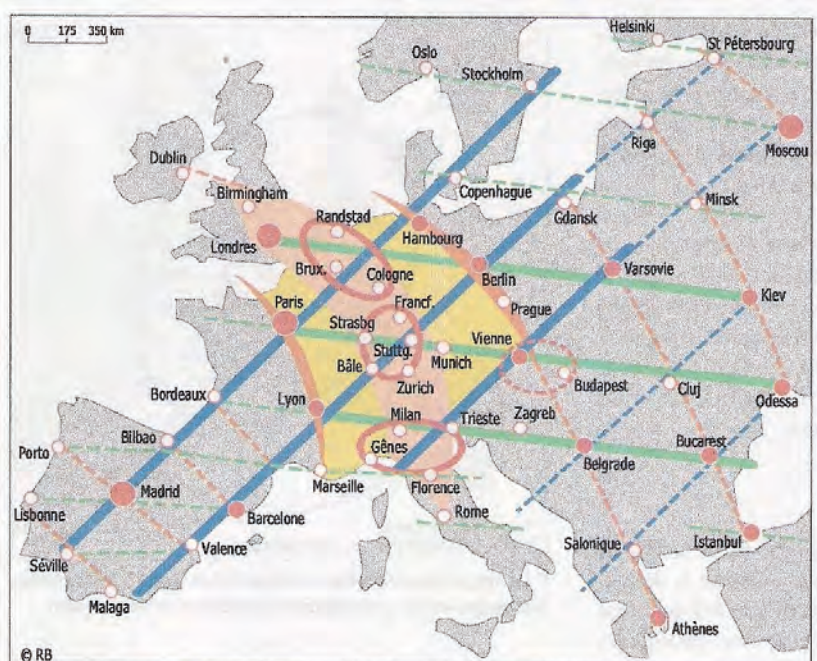 0 175 350 km
Helsinki
St Pétersbourg
Oslo
Stockholm
Riga
Moscou
Dublin
Birmingham
Copenhague
Gdansk
Minsk
Randstad
Londres
Hambourg
Brux.
Cologne
Berlin
Varsovie
Kiev
Paris
Francf.
Prague
Strasbg
Stuttg.
Munich
Vienne
Bâle
Zurich
Budapest
Cluj
Odessa
Bordeaux
Lyon
Milan
Trieste
Zagreb
Bilbao
Gênes
Belgrade
Bucarest
Porto
Marseille
Florence
Madrid
Lisbonne
Barcelone
Rome
Séville
Valence
Salonique
Istanbul
Malaga
Athènes
© RB